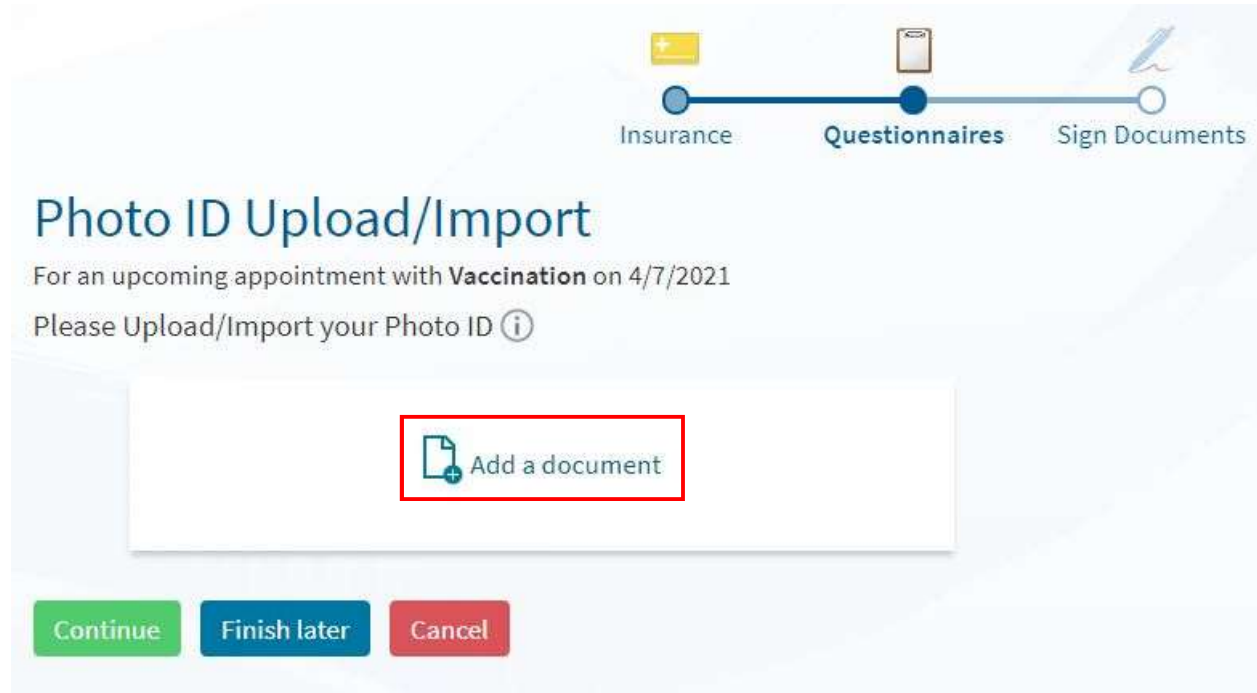 Insurance Questionnaires Sign Documents
Photo ID Upload/Import
For an upcoming appointment with Vaccination on 4/7/2021
Please Upload/Import your Photo ID
Add a document
Continue Finish later Cancel